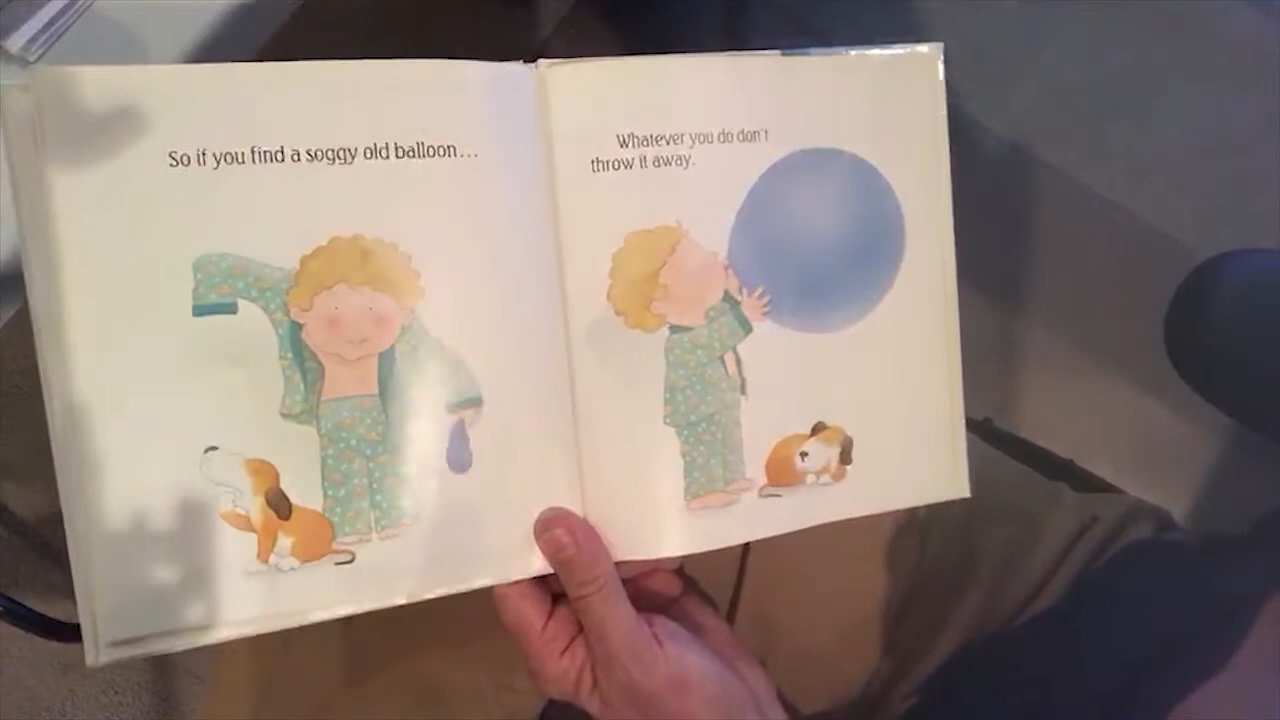 So if you find a soggy old balloon...
Whatever you do don't
throw it away.